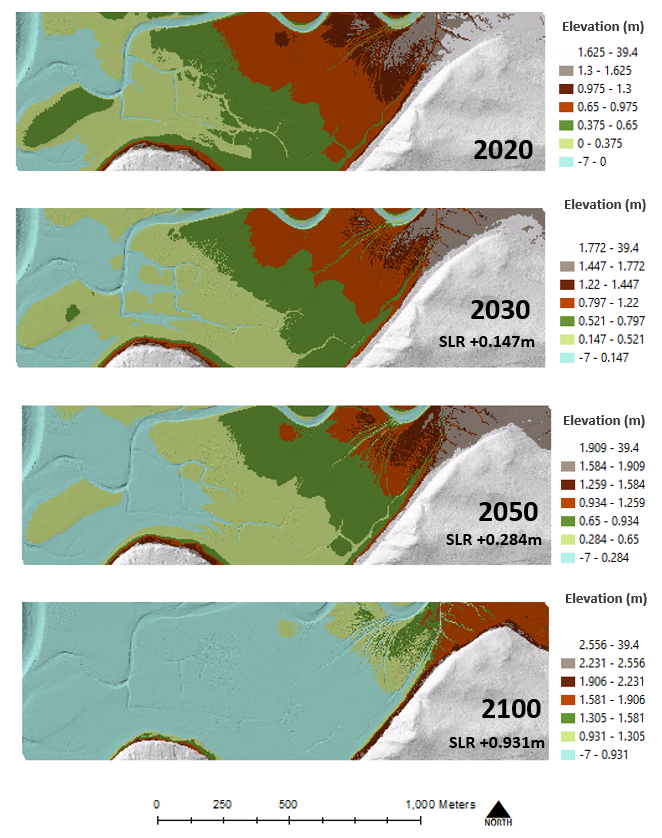 Elevation (m)
1.625 - 39.4
1.3 - 1.625
0.975 - 1.3
0.65 - 0.975
0.375 - 0.65
0 - 0.375
-7 - 0
2020
Elevation (m)
1.772 - 39.4
1.447 - 1.772
1.22 - 1.447
0.797 - 1.22
0.521 - 0.797
0.147 - 0.521
-7 - 0.147
2030
SLR +0.147m
Elevation (m)
1.909 - 39.4
1.584 - 1.909
1.259 - 1.584
0.934 - 1.259
0.65 - 0.934
0.284 - 0.65
-7 - 0.284
2050
SLR +0.284m
Elevation (m)
2.556 - 39.4
2.231 - 2.556
1.906 - 2.231
1.581 - 1.906
1.305 - 1.581
0.931 - 1.305
-7 - 0.931
2100
SLR +0.931m
0 250 500 1,000 Meters
NORTH